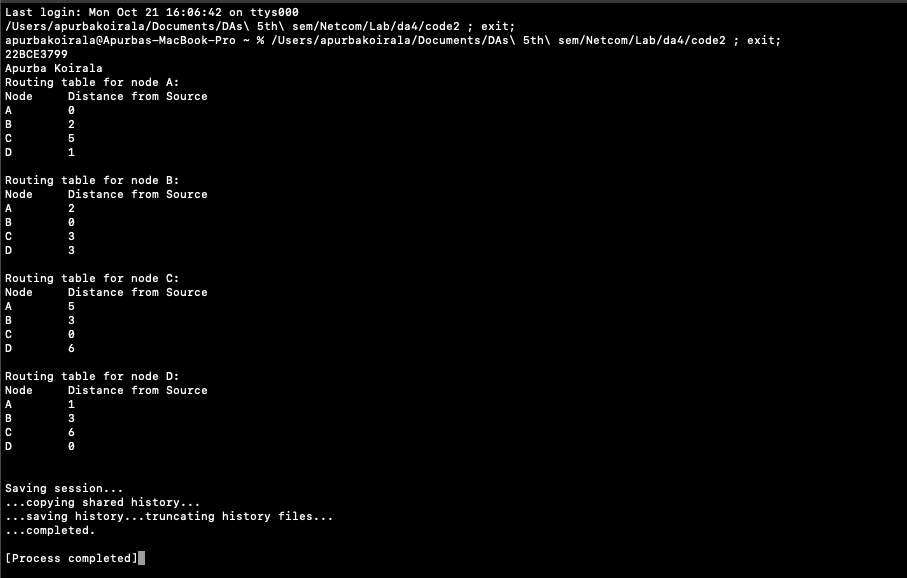 Last login: Mon Oct 21 16:06:42 on ttys000
/Users/apurbakoirala/Documents/DAs\ 5th\ sem/Netcom/Lab/da4/code2 ; exit;
apurbakoirala@Apurbas-MacBook-Pro ~ % /Users/apurbakoirala/Documents/DAs\ 5th\ sem/Netcom/Lab/da4/code2 ; exit;
22BCE3799
Apurba Koirala
Routing table for node A:
Node     Distance from Source
A        0
B        2
C        5
D        1

Routing table for node B:
Node     Distance from Source
A        2
B        0
C        3
D        3

Routing table for node C:
Node     Distance from Source
A        5
B        3
C        0
D        6

Routing table for node D:
Node     Distance from Source
A        1
B        3
C        6
D        0

Saving session...
...copying shared history...
...saving history...truncating history files...
...completed.

[Process completed]